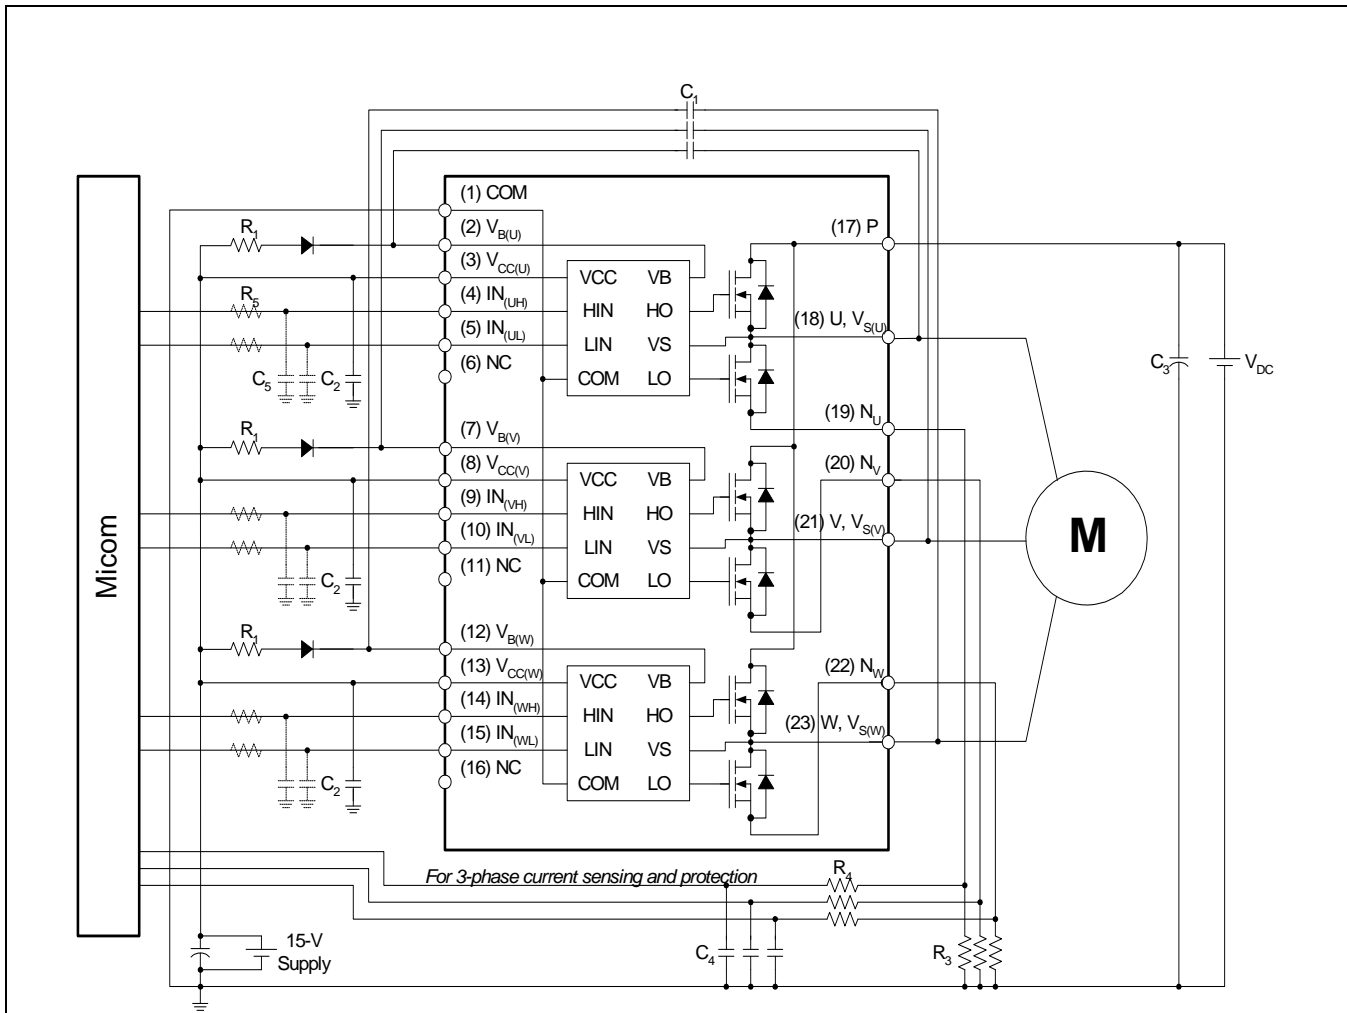 C1
(1) COM
(2) VB(U)
(3) VCC(U)
(4) IN(UH)
(5) IN(UL)
(6) NC
(7) VB(V)
(8) VCC(V)
(9) IN(VH)
(10) IN(VL)
(11) NC
(12) VB(W)
(13) VCC(W)
(14) IN(WH)
(15) IN(WL)
(16) NC
R1
R5
C5
C2
R1
C2
R1
C2
Micom
VCC VB
HIN HO
LIN VS
COM LO
VCC VB
HIN HO
LIN VS
COM LO
VCC VB
HIN HO
LIN VS
COM LO
(17) P
(18) U, VS(U)
(19) NU
(20) NV
(21) V, VS(V)
(22) NW
(23) W, VS(W)
C3
VDC
M
For 3-phase current sensing and protection
R4
C4
R3
15-V
Supply